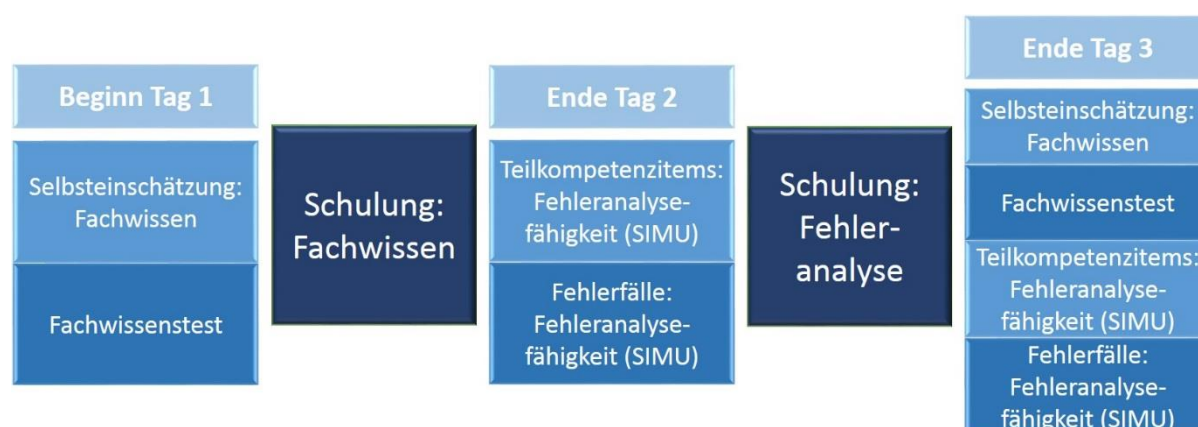 Beginn Tag 1
Selbsteinschätzung:
Fachwissen
Fachwissenstest
Schulung:
Fachwissen
Ende Tag 2
Teilkompetenzitems:
Fehleranalyse-
fähigkeit (SIMU)
Fehlerfälle:
Fehleranalyse-
fähigkeit (SIMU)
Schulung:
Fehler-
analyse
Ende Tag 3
Selbsteinschätzung:
Fachwissen
Fachwissenstest
Teilkompetenzitems:
Fehleranalyse-
fähigkeit (SIMU)
Fehlerfälle:
Fehleranalyse-
fähigkeit (SIMU)